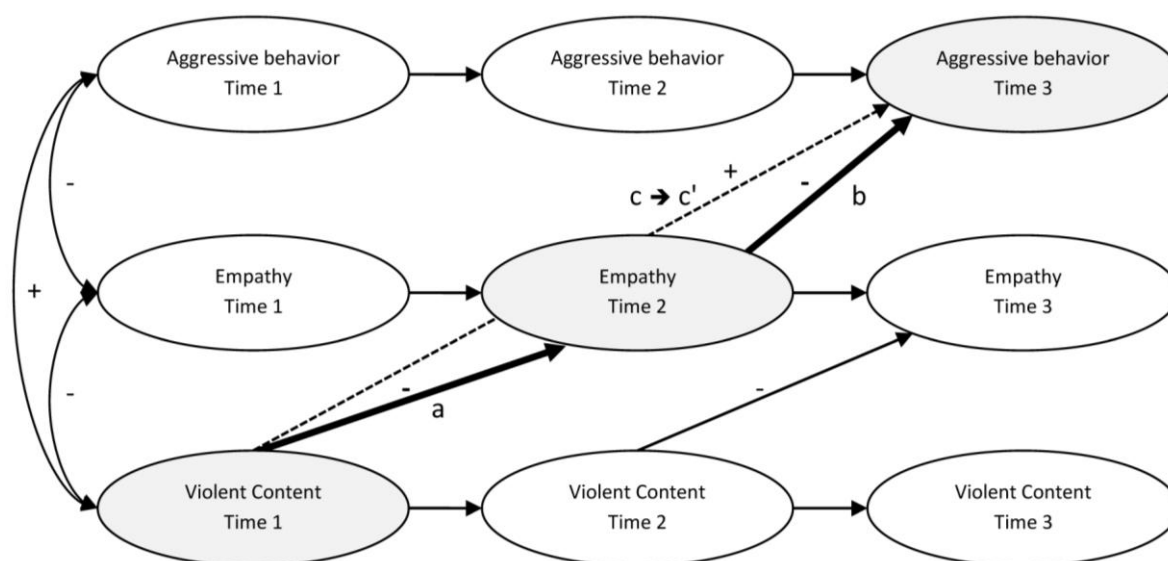 Aggressive behavior
Time 1
Aggressive behavior
Time 2
Aggressive behavior
Time 3
+
-
c ➔ c'
b
-
+
Empathy
Time 1
Empathy
Time 2
Empathy
Time 3
-
-
a
-
Violent Content
Time 1
Violent Content
Time 2
Violent Content
Time 3